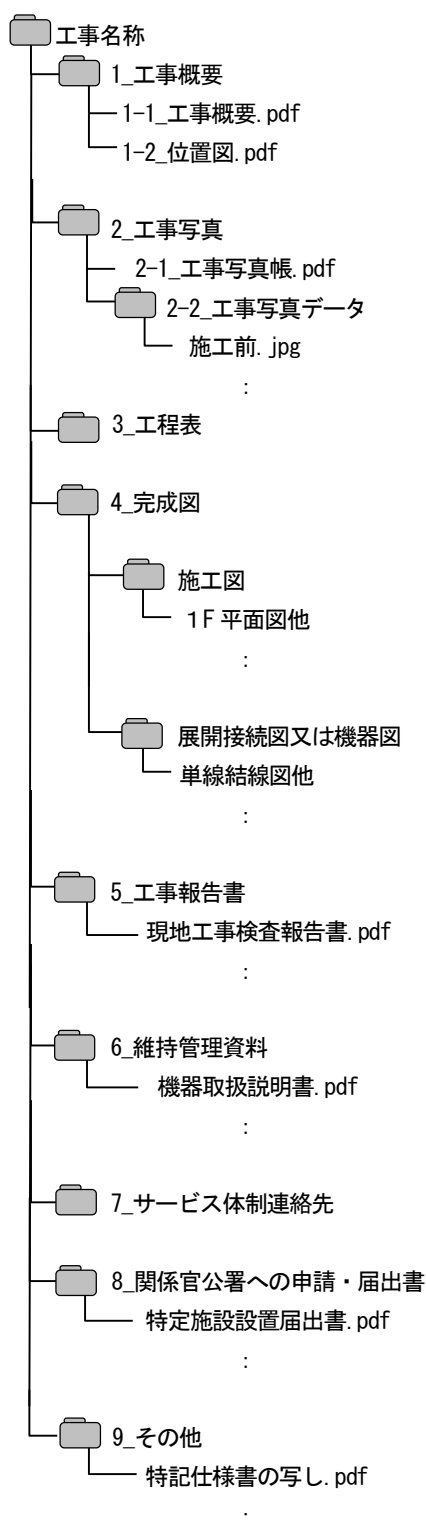 工事名称
1_工事概要
1-1_工事概要.pdf
1-2_位置図.pdf
2_工事写真
2-1_工事写真帳.pdf
2-2_工事写真データ
施工前.jpg
:
3_工程表
4_完成図
施工図
１F 平面図他
:
展開接続図又は機器図
単線結線図他
:
5_工事報告書
現地工事検査報告書.pdf
:
6_維持管理資料
機器取扱説明書.pdf
:
7_サービス体制連絡先
8_関係官公署への申請・届出書
特定施設設置届出書.pdf
:
9_その他
特記仕様書の写し.pdf
.